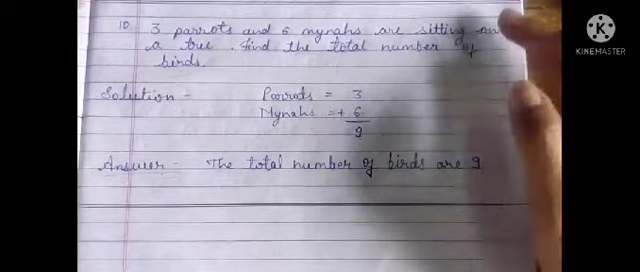 10. 3 parrots and 6 mynahs are sitting on
a tree. find the total number of
birds.
Solution - Parrots = 3
Mynahs = + 6
9
Answer - The total number of birds are 9
K
KINEMASTER